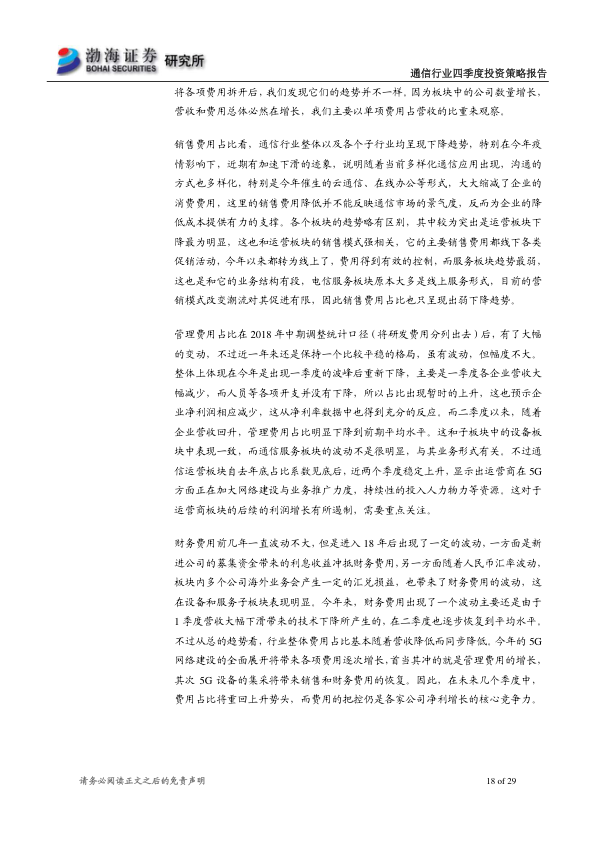 渤海证券 研究所
BOHAI SECURITIES
通信行业四季度投资策略报告
将各项费用拆开后，我们发现它们的趋势并不一样。因为板块中的公司数量增长，
营收和费用总体必然在增长，我们主要以单项费用占营收的比重来观察。
销售费用占比看，通信行业整体以及各个子行业均呈现下降趋势，特别在今年疫
情影响下，近期有加速下滑的迹象，说明随着当前多样化通信应用出现，沟通的
方式也多样化，特别是今年催生的云通信、在线办公等形式，大大缩减了企业的
消费费用，这里的销售费用降低并不能反映通信市场的景气度，反而为企业的降
低成本提供有力的支撑。各个板块的趋势略有区别，其中较为突出是运营板块下
降最为明显，这也和运营板块的销售模式强相关，它的主要销售费用都线下各类
促销活动，今年以来都转为线上了，费用得到有效的控制，而服务板块趋势最弱，
这也是和它的业务结构有段，电信服务板块原本大多是线上服务形式，目前的营
销模式改变潮流对其促进有限，因此销售费用占比也只呈现出弱下降趋势。
管理费用占比在 2018 年中期调整统计口径（将研发费用分列出去）后，有了大幅
的变动，不过近一年来还是保持一个比较平稳的格局，虽有波动，但幅度不大。
整体上体现在今年是出现一季度的波峰后重新下降，主要是一季度各企业营收大
幅减少，而人员等各项开支并没有下降，所以占比出现暂时的上升，这也预示企
业净利润相应减少，这从净利率数据中也得到充分的反应。而二季度以来，随着
企业营收回升，管理费用占比明显下降到前期平均水平。这和子板块中的设备板
块中表现一致，而通信服务板块的波动不是很明显，与其业务形式有关。不过通
信运营板块自去年底占比系数见底后，近两个季度稳定上升，显示出运营商在 5G
方面正在加大网络建设与业务推广力度，持续性的投入人力物力等资源。这对于
运营商板块的后续的利润增长有所遏制，需要重点关注。
财务费用前几年一直波动不大，但是进入 18 年后出现了一定的波动，一方面是新
进公司的募集资金带来的利息收益冲抵财务费用，另一方面随着人民币汇率波动，
板块内多个公司海外业务会产生一定的汇兑损益，也带来了财务费用的波动，这
在设备和服务子板块表现明显。今年来，财务费用出现了一个波动主要还是由于
1 季度营收大幅下滑带来的技术下降所产生的，在二季度也逐步恢复到平均水平。
不过从总的趋势看，行业整体费用占比基本随着营收降低而同步降低。今年的 5G
网络建设的全面展开将带来各项费用逐次增长，首当其冲的就是管理费用的增长，
其次 5G 设备的集采将带来销售和财务费用的恢复。因此，在未来几个季度中，
费用占比将重回上升势头，而费用的把控仍是各家公司净利增长的核心竞争力。
请务必阅读正文之后的免责声明
18 of 29